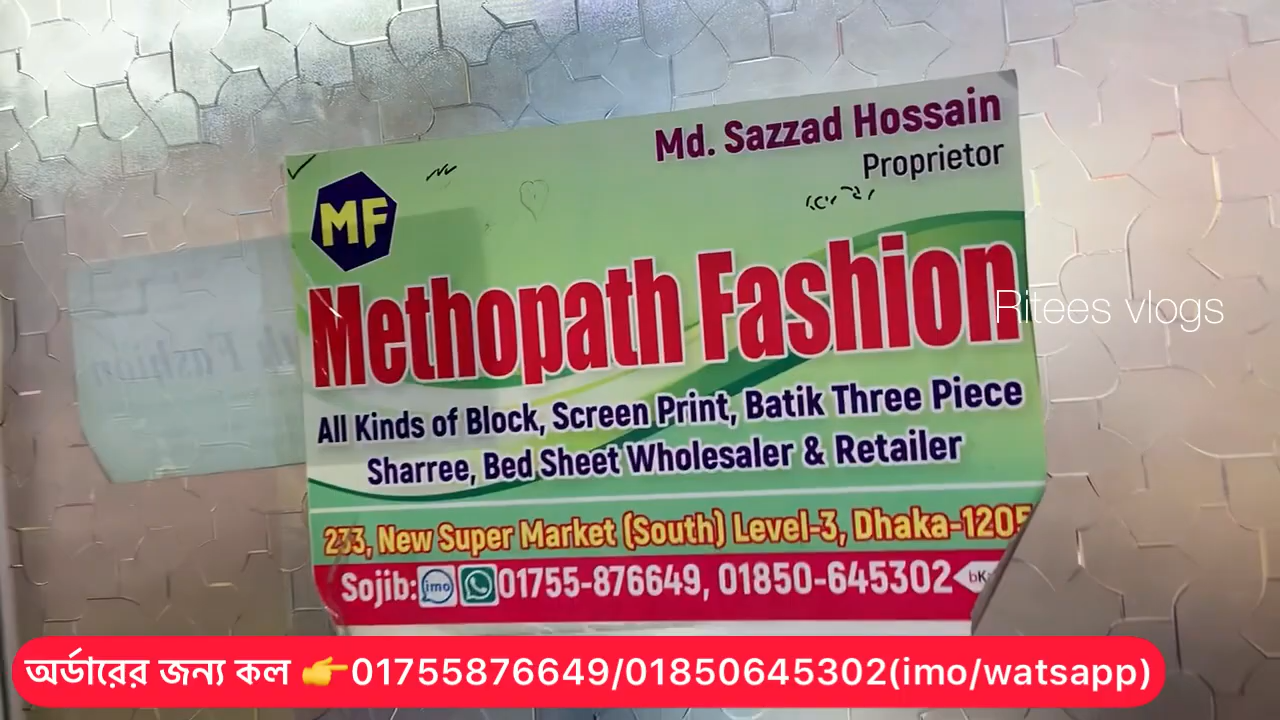 Md. Sazzad Hossain
Proprietor
MF
Methopath Fashion
Ritees vlogs
All Kinds of Block, Screen Print, Batik Three Piece
Sharree, Bed Sheet Wholesaler & Retailer
233, New Super Market (South) Level-3, Dhaka-1205
Sojib: imo 01755-876649, 01850-645302
অর্ডারের জন্য কল 👉01755876649/01850645302(imo/watsapp)